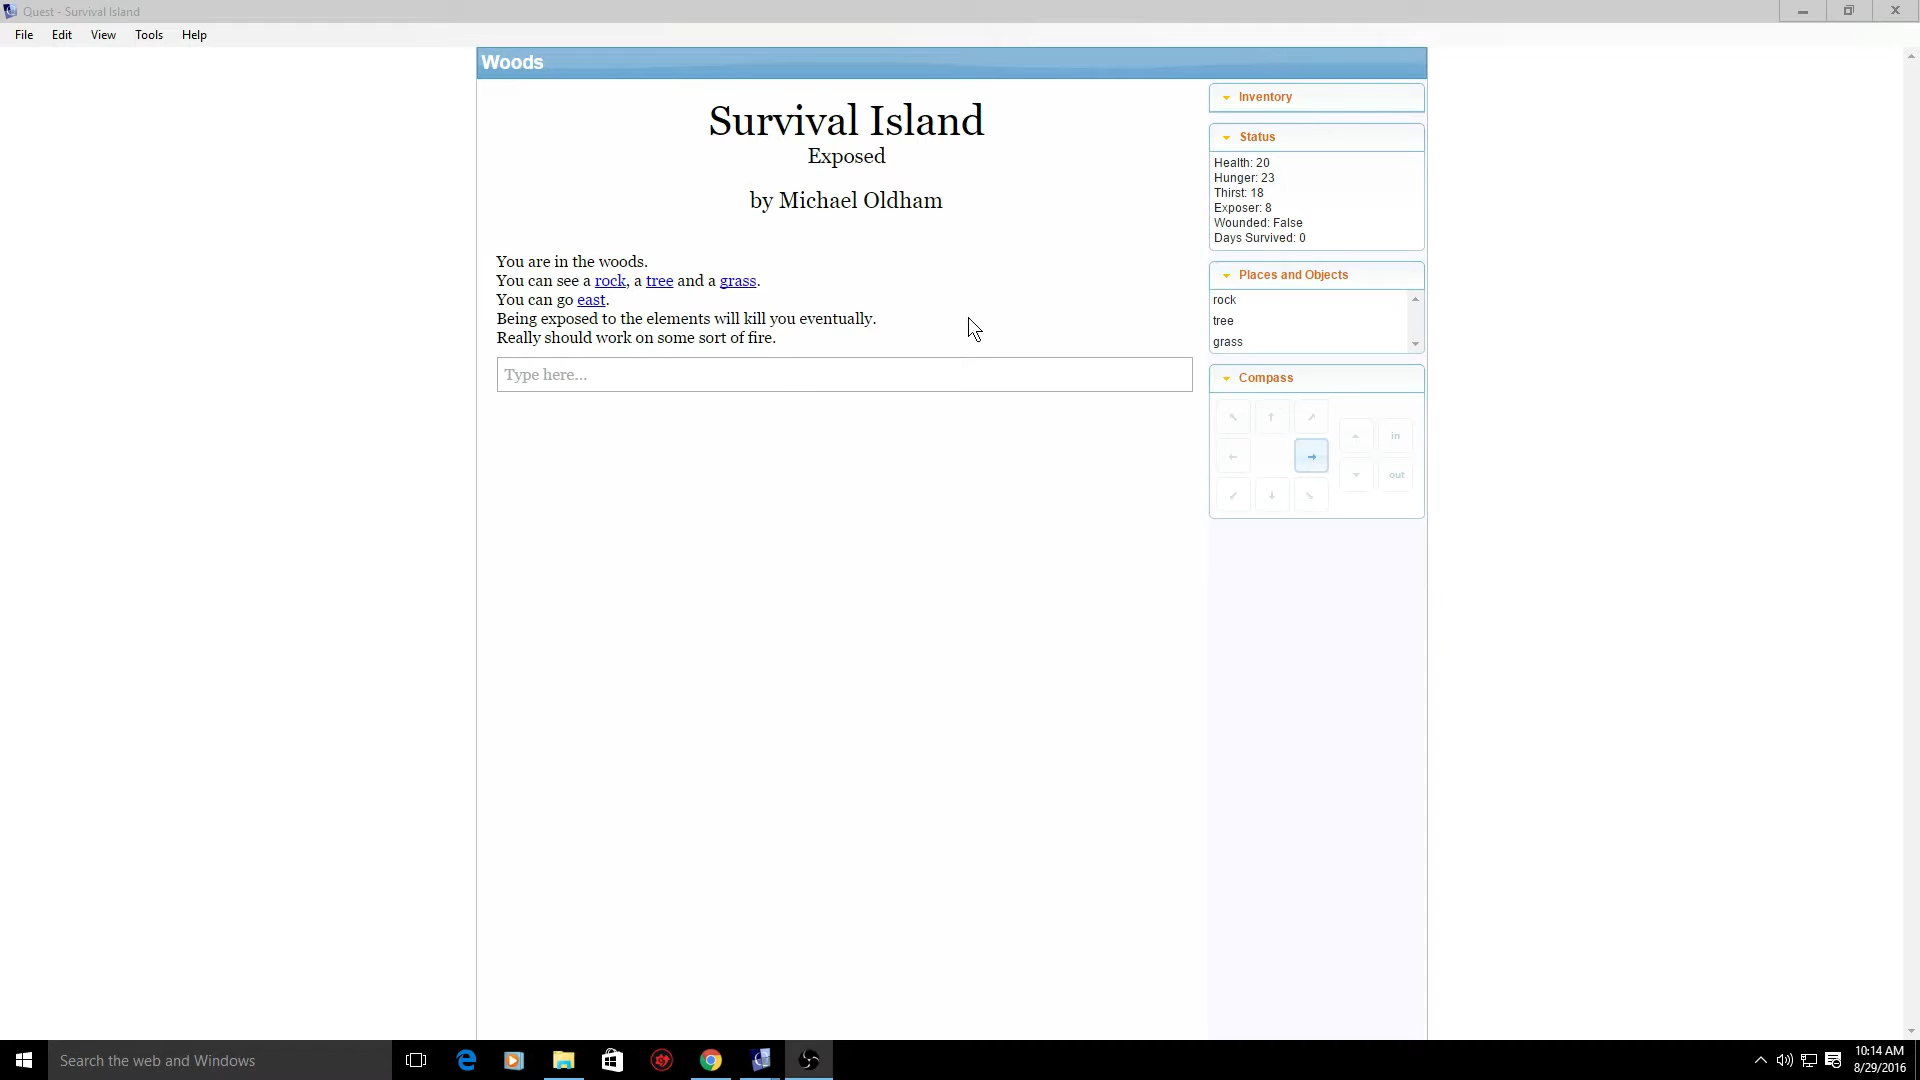 Quest - Survival Island
File Edit View Tools Help
Woods
Survival Island
Exposed
by Michael Oldham
You are in the woods.
You can see a rock, a tree and a grass.
You can go east.
Being exposed to the elements will kill you eventually.
Really should work on some sort of fire.
Type here...
Inventory
Status
Health: 20
Hunger: 23
Thirst: 18
Exposer: 8
Wounded: False
Days Survived: 0
Places and Objects
rock
tree
grass
Compass
in
out
Search the web and Windows
10:14 AM
8/29/2016